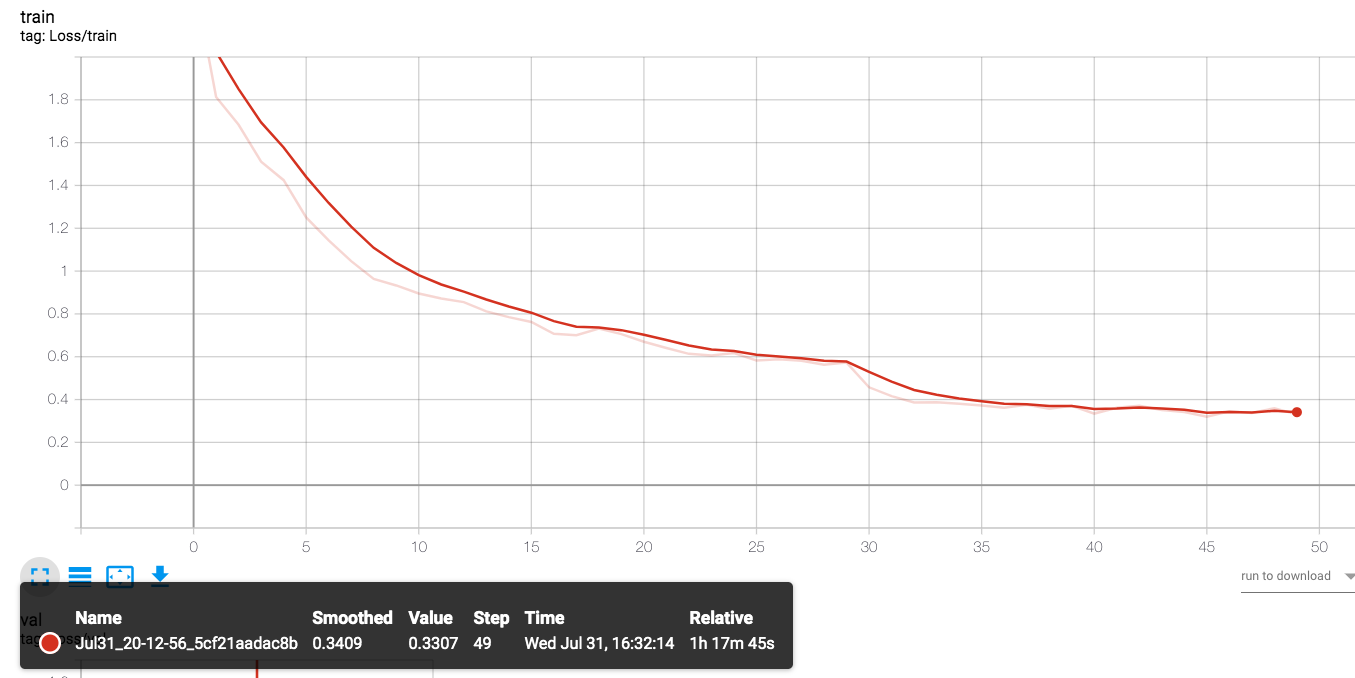 train
tag: Loss/train
1.8
1.6
1.4
1.2
1
0.8
0.6
0.4
0.2
0
0 5 10 15 20 25 30 35 40 45 50
run to download
Name Smoothed Value Step Time Relative
Jul31_20-12-56_5cf21aadac8b 0.3409 0.3307 49 Wed Jul 31, 16:32:14 1h 17m 45s
val